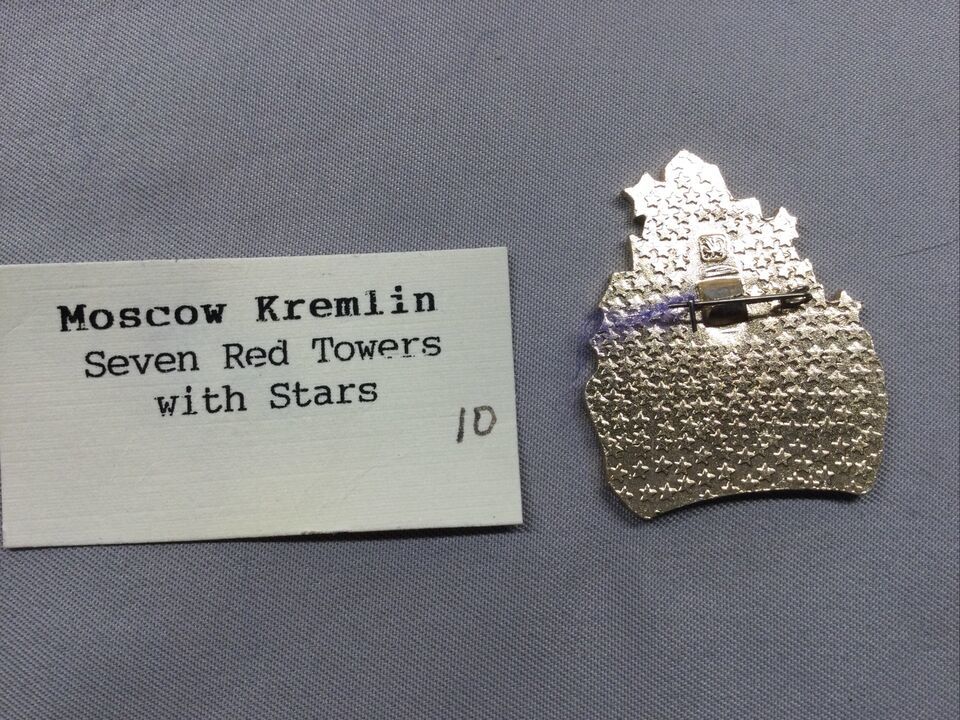 Moscow Kremlin
Seven Red Towers
with Stars
10